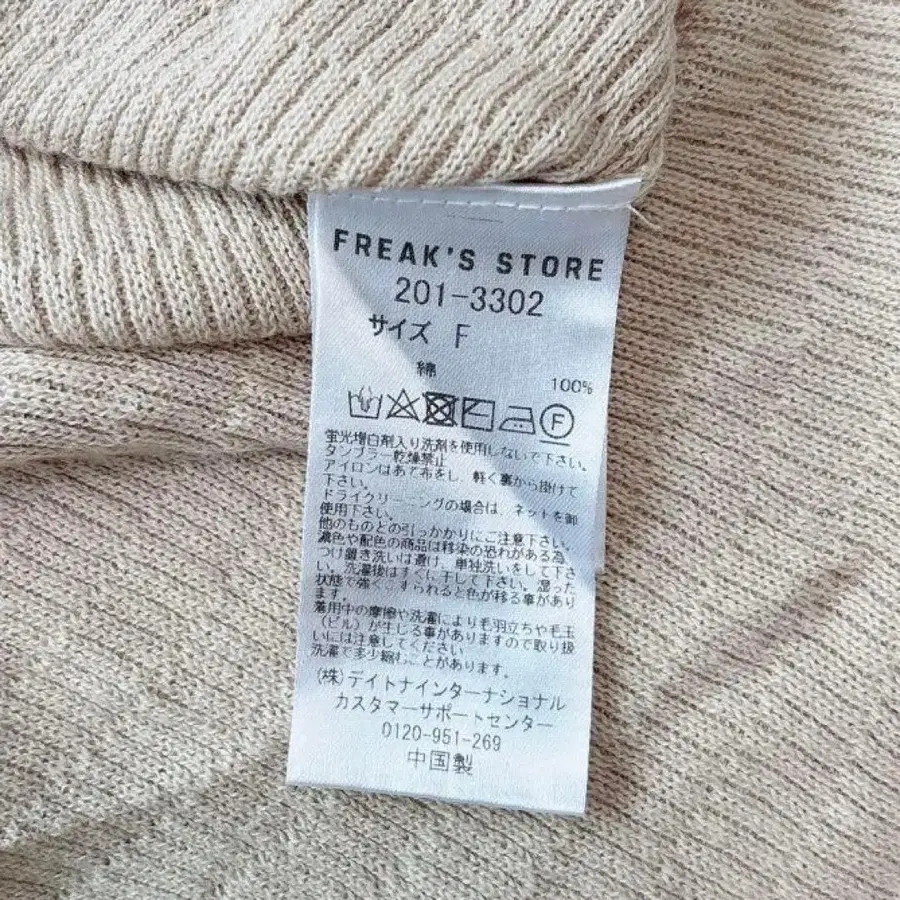 FREAK'S STORE
201-3302
サイズ F
綿
100%
F
蛍光増白剤入り洗剤を使用しないで下さい。
タンブラー乾燥禁止
アイロンはあて布をし、軽く裏から掛けて
下さい。
ドライクリーニングの場合は、ネットを御
使用下さい。
他のものとの引っかかりにご注意下さい。
濃色や配色の商品は移染の恐れがある為、
つけ置き洗いは避け、単独洗いをして下さ
い。洗濯後はすぐに干して下さい。湿った
状態で強くこすられると色が移る事があり
ます。
着用中の摩擦や洗濯により毛羽立ちや毛玉
(ピル)が生じる事がありますので取り扱
いには注意してください
洗濯で多少縮むことがあります。
(株)デイトナインターナショナル
カスタマーサポートセンター
0120-951-269
中国製